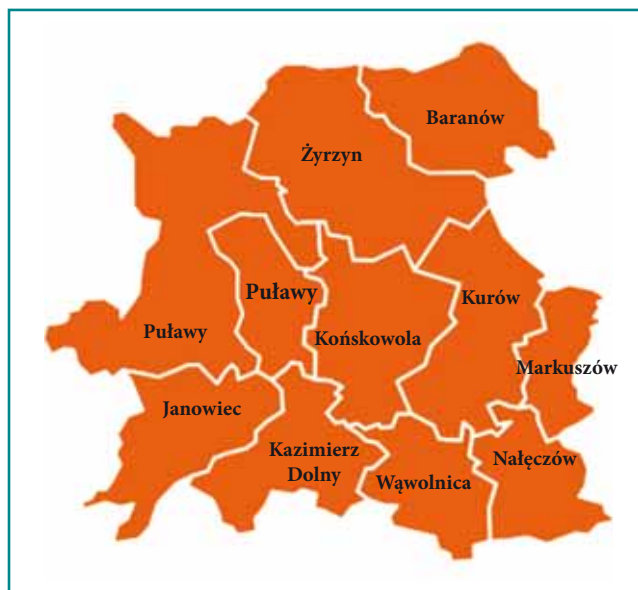 Baranów
Żyrzyn
Puławy
Kurów
Puławy
Końskowola
Markuszów
Janowiec
Kazimierz
Dolny
Nałęczów
Wąwolnica